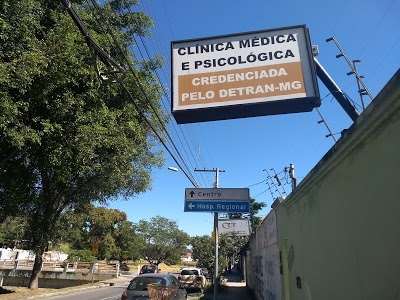 CLÍNICA MÉDICA
E PSICOLÓGICA
CREDENCIADA
PELO DETRAN-MG
Centro
Hosp. Regional